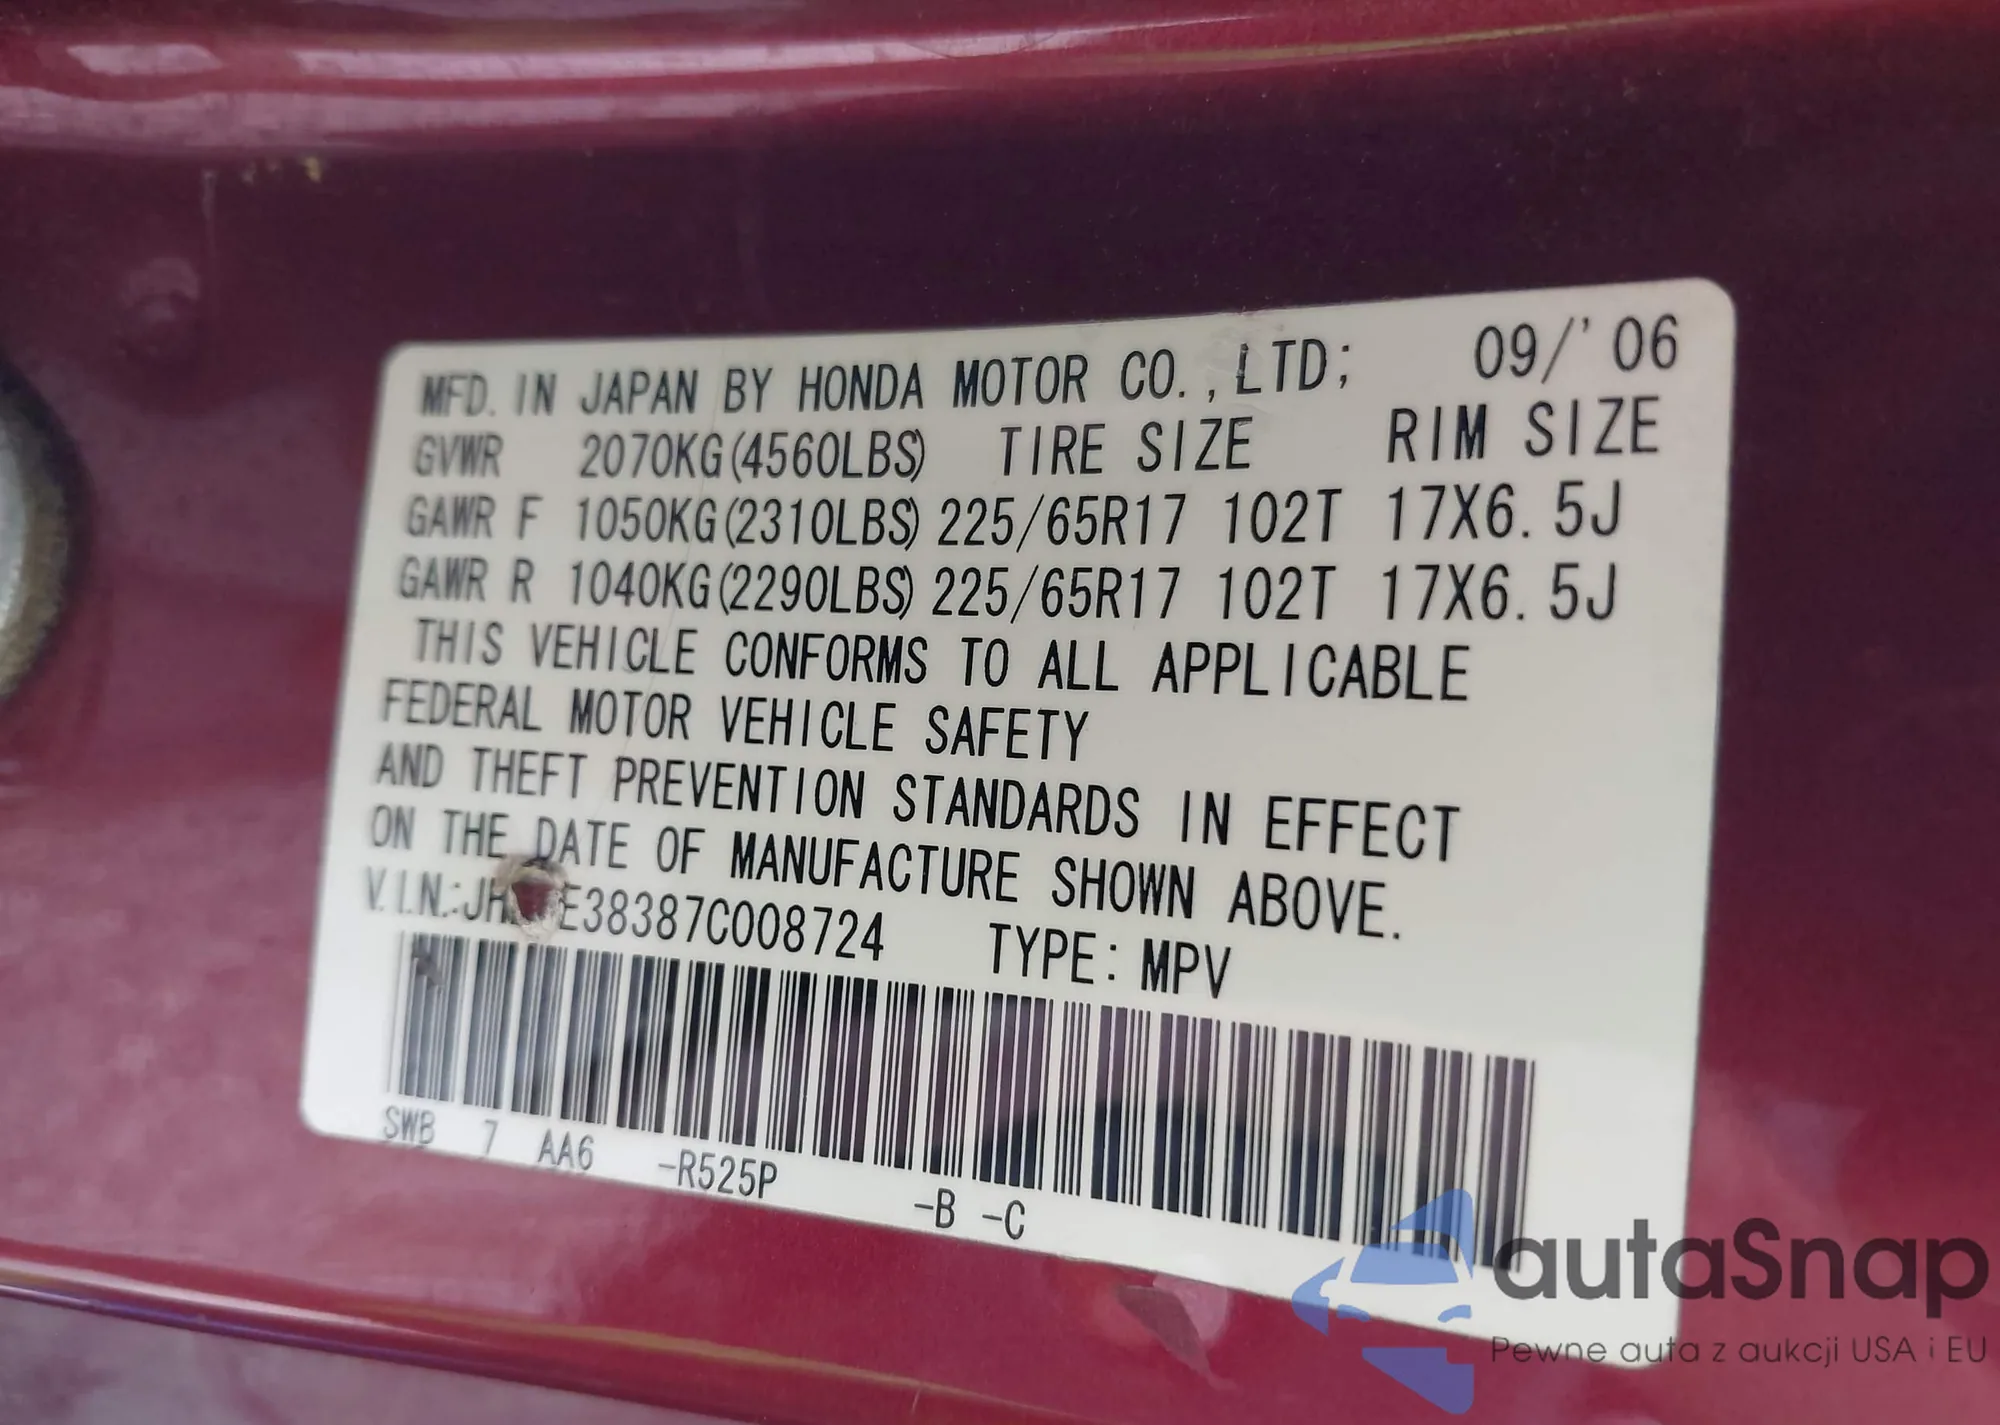 MFD. IN JAPAN BY HONDA MOTOR CO.,LTD; 09/'06
GVWR 2070KG(4560LBS) TIRE SIZE RIM SIZE
GAWR F 1050KG(2310LBS) 225/65R17 102T 17X6.5J
GAWR R 1040KG(2290LBS) 225/65R17 102T 17X6.5J
THIS VEHICLE CONFORMS TO ALL APPLICABLE
FEDERAL MOTOR VEHICLE SAFETY
AND THEFT PREVENTION STANDARDS IN EFFECT
ON THE DATE OF MANUFACTURE SHOWN ABOVE.
V.I.N.: TYPE: MPV
SWB 7 AA6 -R525P -B -C
autaSnap
Pewne auta z aukcji USA i EU